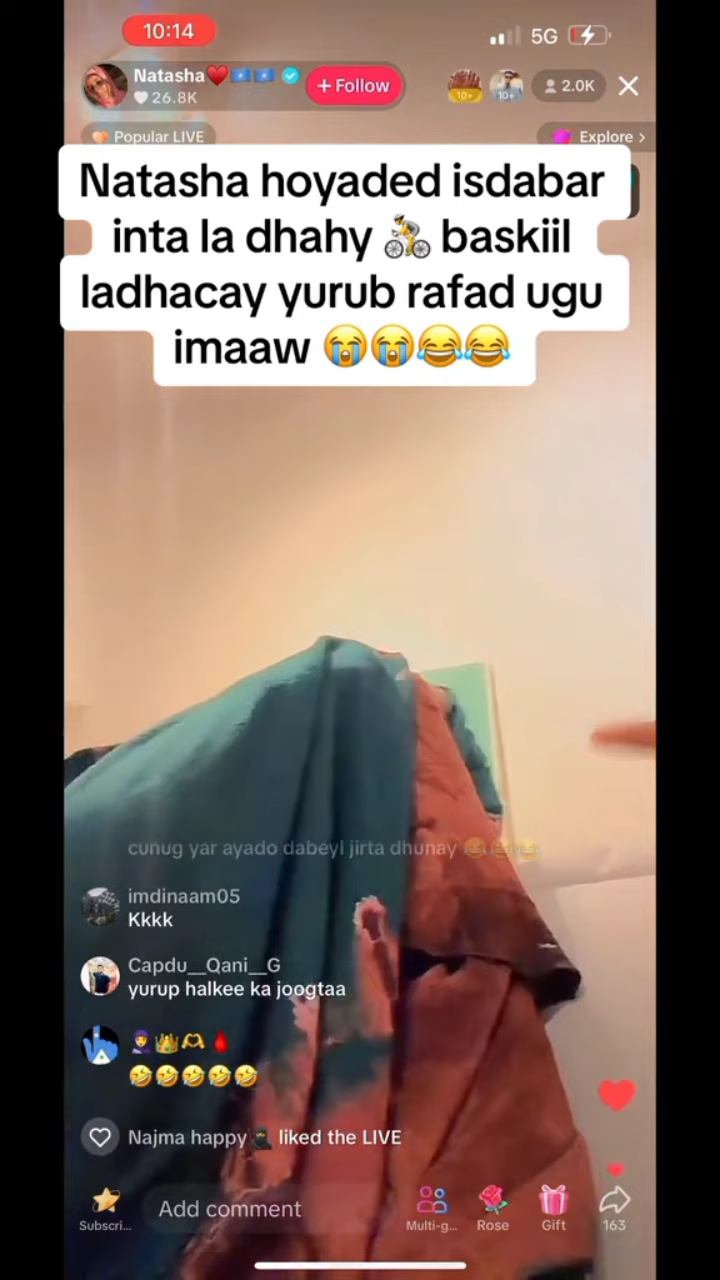 10:14
5G
Natasha❤️🇸🇴🇸🇴
26.8K
+ Follow
10+
10+
2.0K
Popular LIVE
Explore >
Natasha hoyaded isdabar
inta la dhahy 🚴 baskiil
ladhacay yurub rafad ugu
imaaw 😭😭😂😂
cunug yar ayado dabeyl jirta dhunay 😂😂😂
imdinaam05
Kkkk
Capdu__Qani__G
yurup halkee ka joogtaa
🧕👑🫶🩸
🤣🤣🤣🤣🤣
Najma happy liked the LIVE
Subscri...
Add comment
Multi-g...
Rose
Gift
163